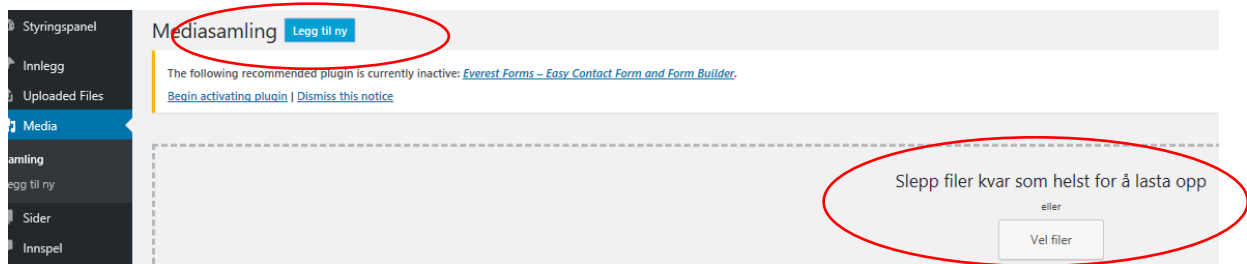 Styringspanel
Innlegg
Uploaded Files
Media
amling
egg til ny
Sider
Innspel
Mediasamling Legg til ny
The following recommended plugin is currently inactive: Everest Forms – Easy Contact Form and Form Builder.
Begin activating plugin | Dismiss this notice
Slepp filer kvar som helst for å lasta opp
eller
Vel filer